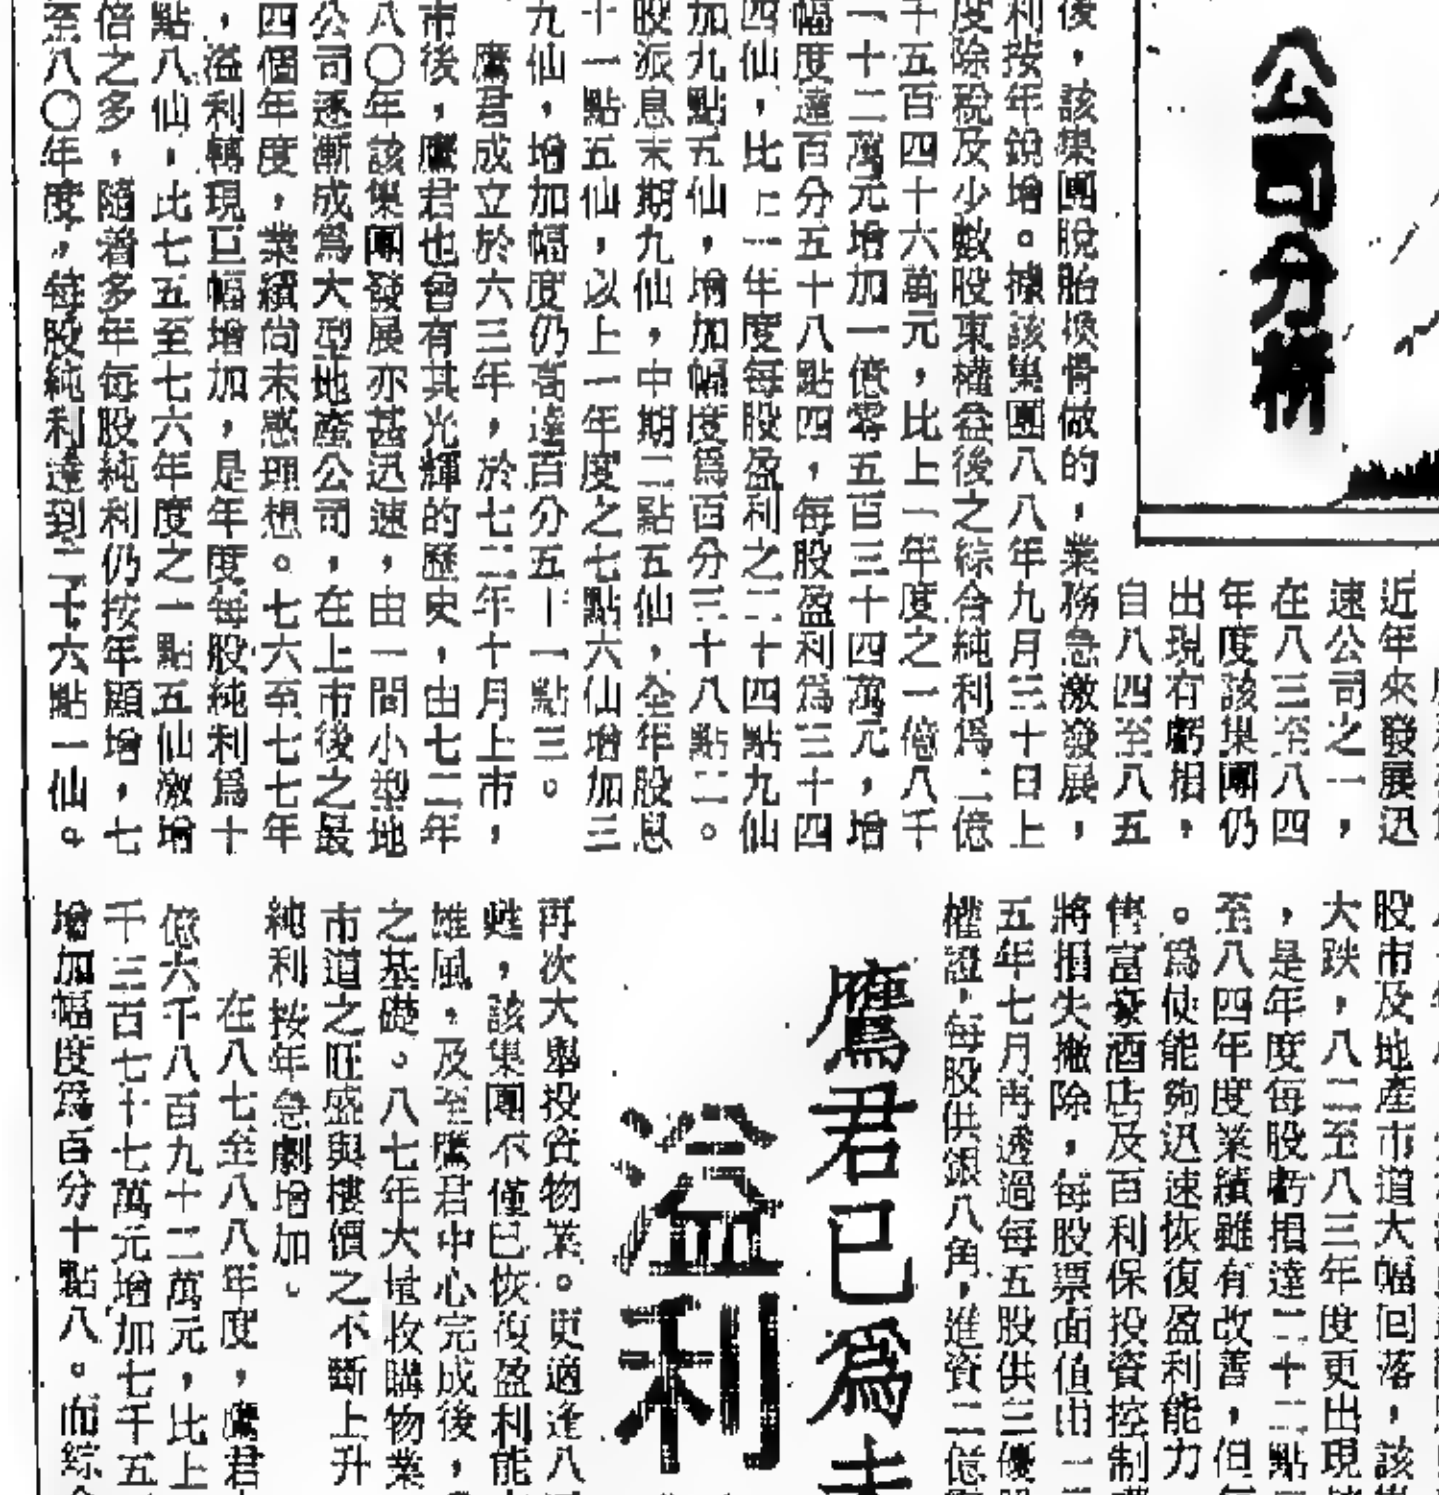 公司分析
近年來發展迅
速公司之一，
在八三至八四
年度該集團仍
出現有虧損，
自八四至八五
後，該集團脫胎換骨做的，業務急激發展，
利按年銳增。據該集團八八年九月三十日上
度除稅及少數股東權益後之綜合純利為二億
千五百四十六萬元，比上一年度之一億八千
一十二萬元增加一億零五百三十四萬元，增
幅度達百分五十八點四，每股盈利為三十四
四仙，比上一年度每股盈利之二十四點九仙
加九點五仙，增加幅度為百分三十八點二。
股派息末期九仙，中期二點五仙，全年股息
十一點五仙，以上一年度之七點六仙增加三
九仙，增加幅度仍高達百分五十一點三。
鷹君成立於六三年，於七二年十月上市，
市後，鷹君也曾有其光輝的歷史，由七二年
八〇年該集團發展亦甚迅速，由一間小型地
公司逐漸成為大型地產公司，在上市後之最
四個年度，業績尚未感理想。七六至七七年
，溢利轉現巨幅增加，是年度每股純利為十
點八仙，比七五至七六年度之一點五仙激增
倍之多，隨着多年每股純利仍按年顯增，七
至八〇年度，每股純利達到二十六點一仙。
股市及地產市道大幅回落，該
大跌，八二至八三年度更出現
，是年度每股虧損達二十二點
至八四年度業績雖有改善，但
。為使能夠迅速恢復盈利能力
售富豪酒店及百利保投資控制
將損失撇除，每股票面值由一
五年七月再透過每五股供三優
權證，每股供銀八角，進資二億
鷹君已為
溢利
再次大舉投資物業。更適逢八
甦，該集團不僅已恢復盈利能
雄風，及至鷹君中心完成後，
之基礎。八七年大量收購物業
市道之旺盛與樓價之不斷上升
純利按年急劇增加。
在八七至八八年度，鷹君
億六千八百九十二萬元，比上
千三百七十七萬元增加七千五
增加幅度為百分十點八。而綜